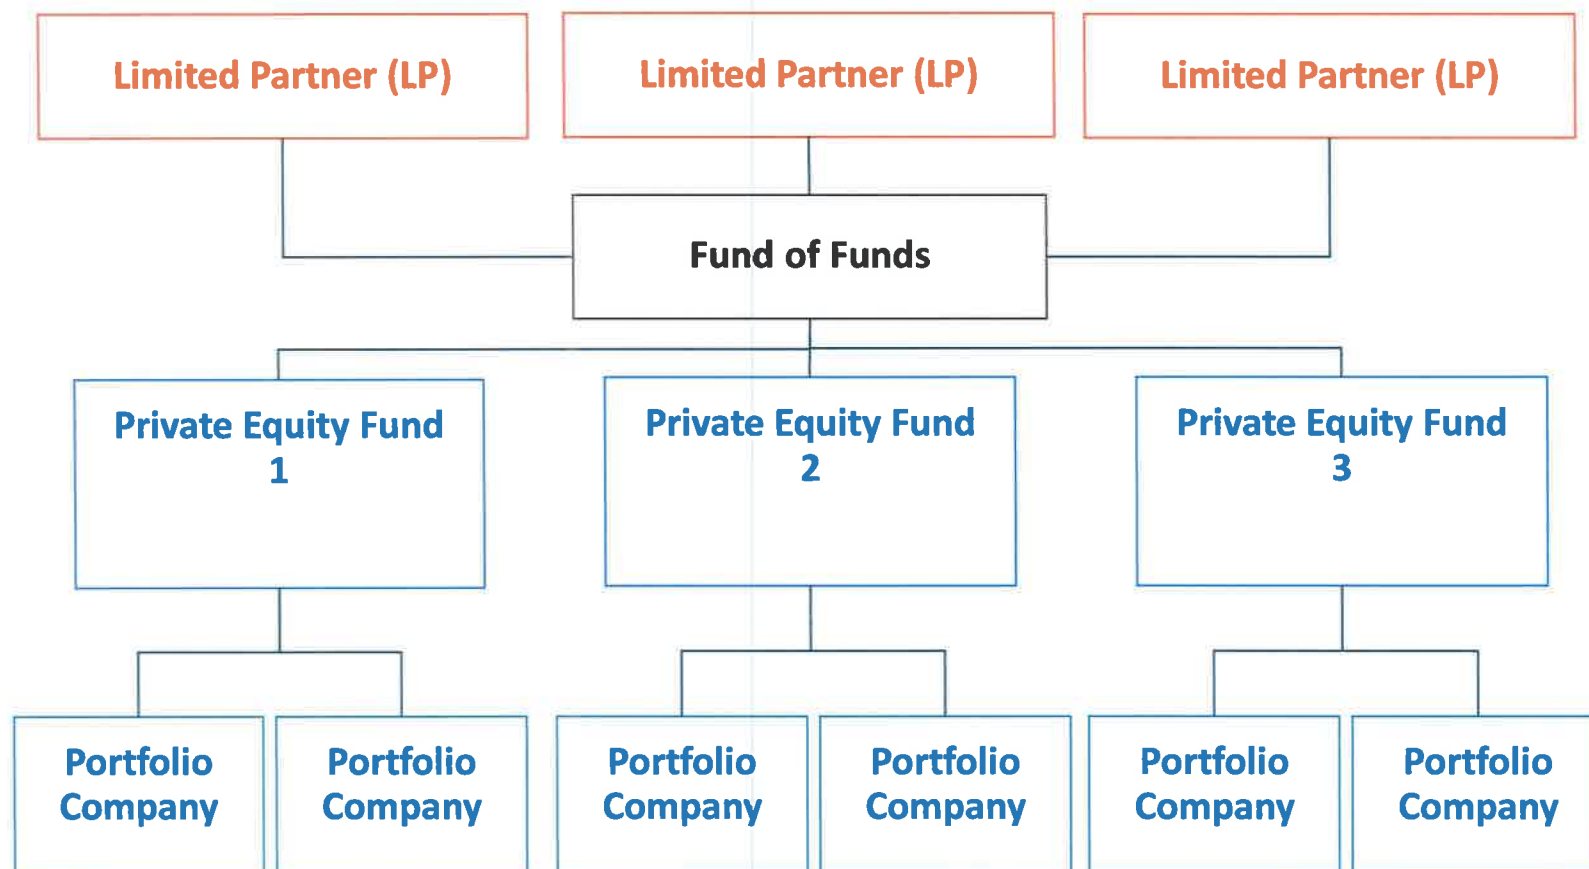 Limited Partner (LP)
Limited Partner (LP)
Limited Partner (LP)
Fund of Funds
Private Equity Fund
1
Private Equity Fund
2
Private Equity Fund
3
Portfolio
Company
Portfolio
Company
Portfolio
Company
Portfolio
Company
Portfolio
Company
Portfolio
Company